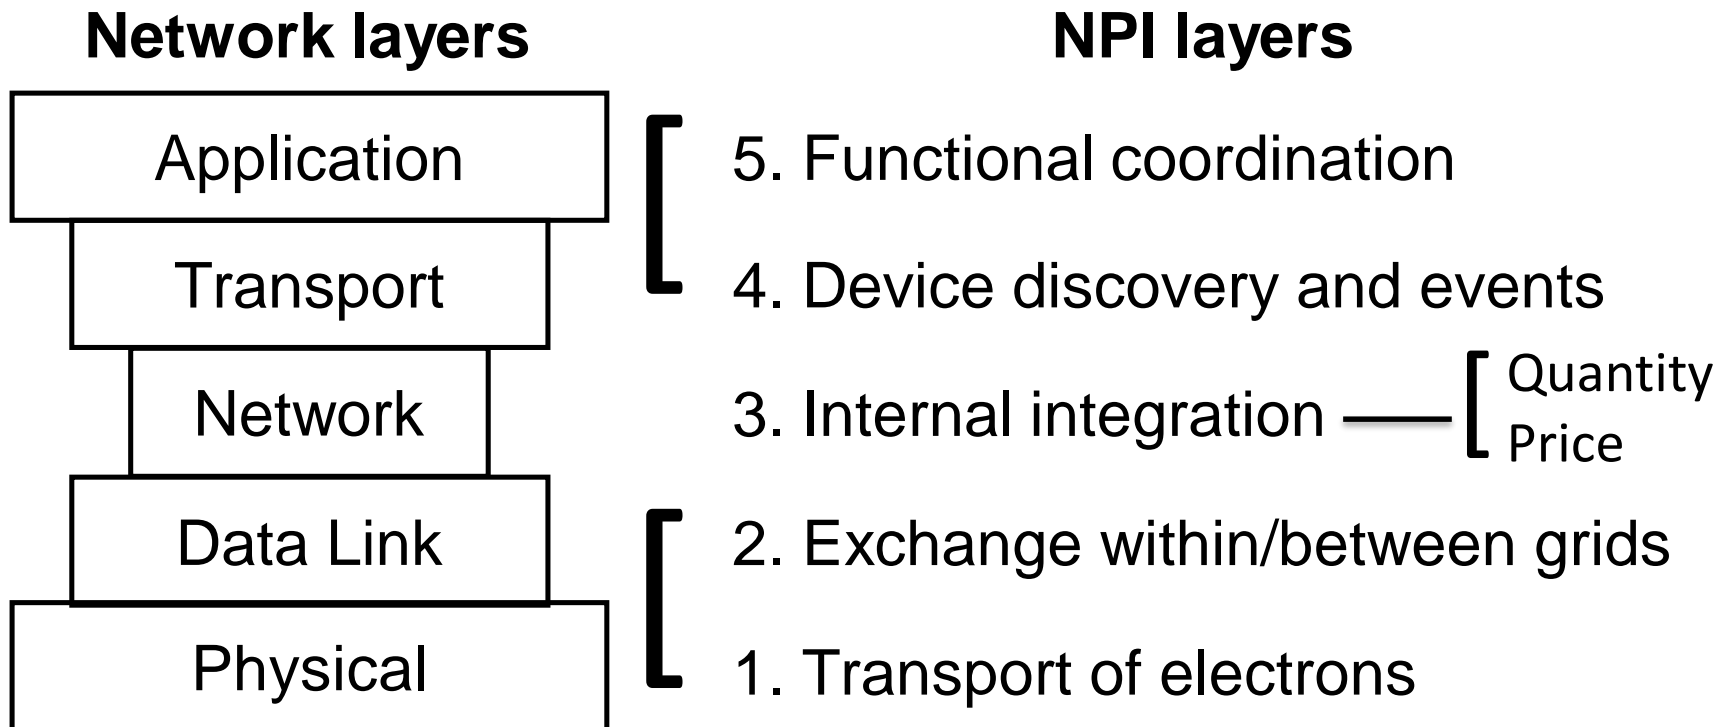 Network layers
NPI layers
Application
5. Functional coordination
Transport
4. Device discovery and events
Network
3. Internal integration
Quantity
Price
Data Link
2. Exchange within/between grids
Physical
1. Transport of electrons